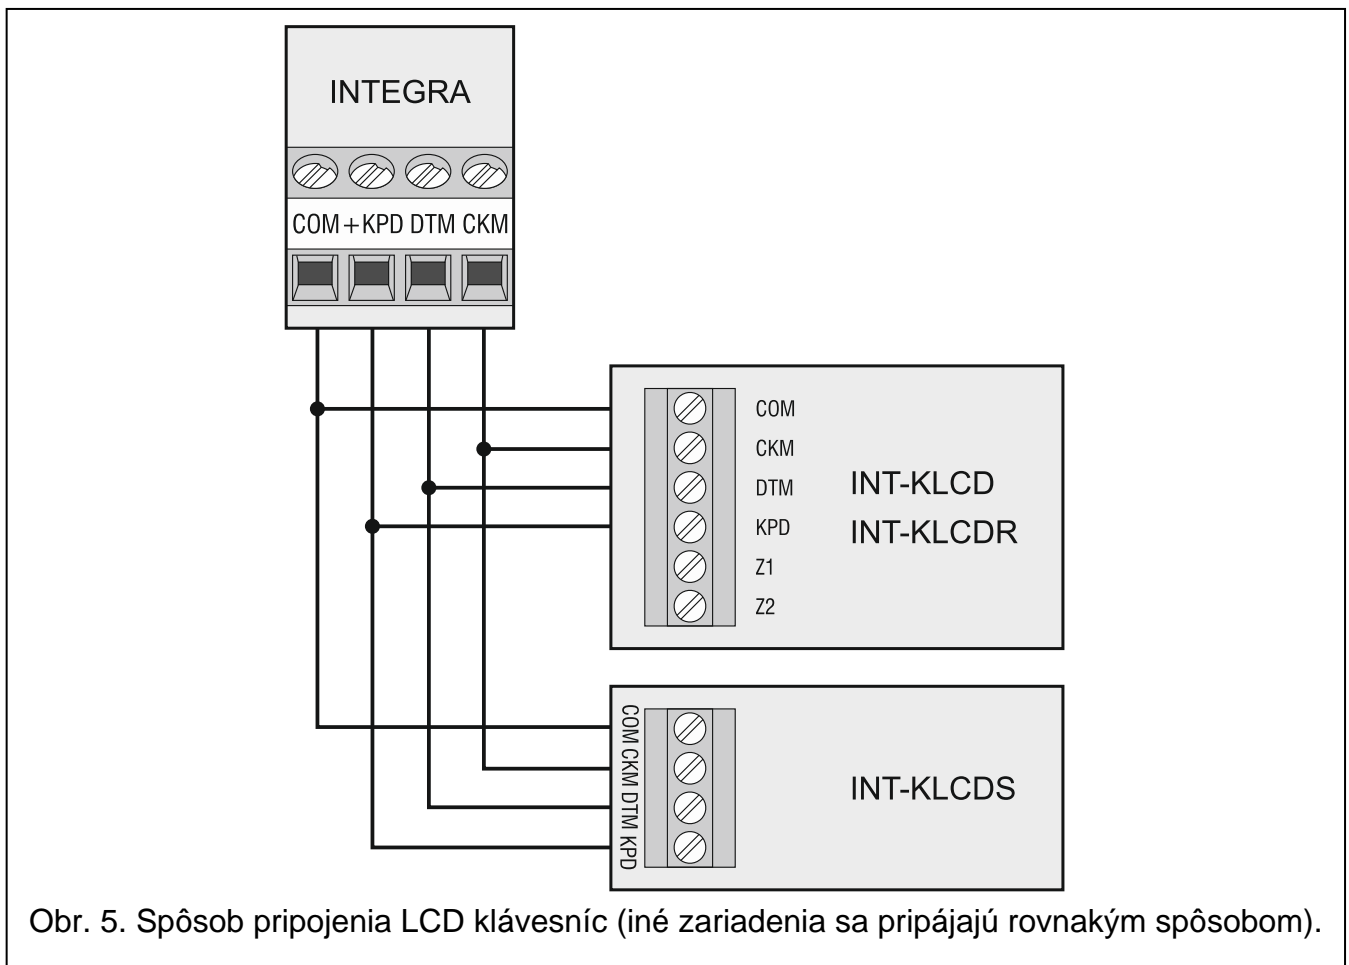 INTEGRA
COM +KPD DTM CKM
COM
CKM
DTM
KPD
Z1
Z2
INT-KLCD
INT-KLCDR
COM CKM DTM KPD
INT-KLCDS
Obr. 5. Spôsob pripojenia LCD klávesníc (iné zariadenia sa pripájajú rovnakým spôsobom).